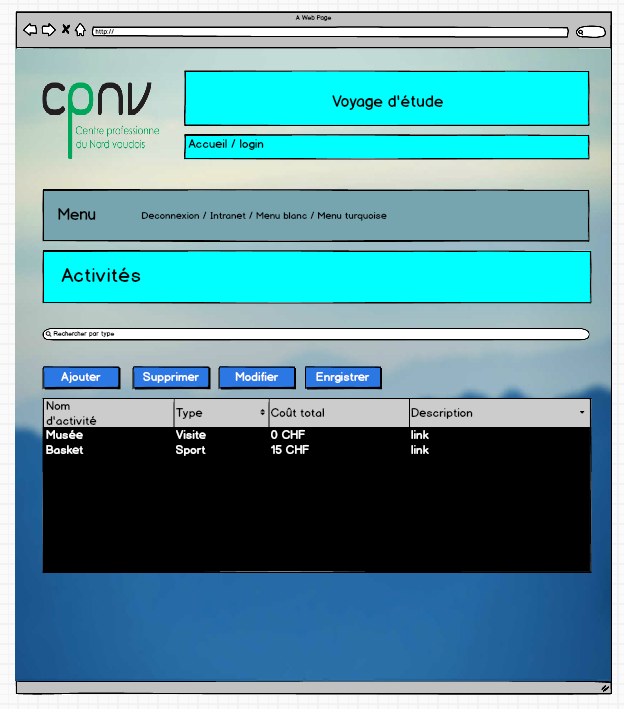 A Web Page
http://
cpnv
Centre professionne
du Nord vaudois
Voyage d'étude
Accueil / login
Menu
Deconnexion / Intranet / Menu blanc / Menu turquoise
Activités
Rechercher par type
Ajouter Supprimer Modifier Enrgistrer
Nom d'activité Type Coût total Description
Musée Visite 0 CHF link
Basket Sport 15 CHF link